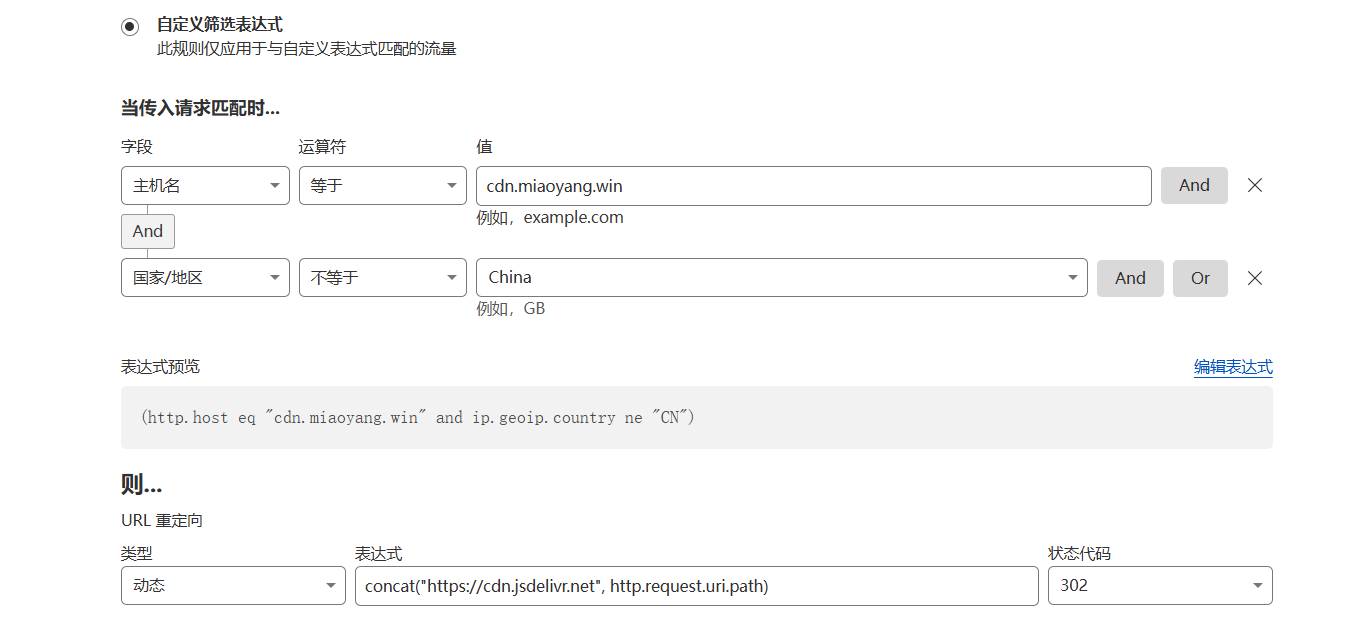 自定义筛选表达式
此规则仅应用于与自定义表达式匹配的流量
当传入请求匹配时...
字段 运算符 值
主机名 等于 cdn.miaoyang.win And
例如，example.com
And
国家/地区 不等于 China And Or
例如，GB
表达式预览 编辑表达式
(http.host eq "cdn.miaoyang.win" and ip.geoip.country ne "CN")
则...
URL 重定向
类型 表达式 状态代码
动态 concat("https://cdn.jsdelivr.net", http.request.uri.path) 302